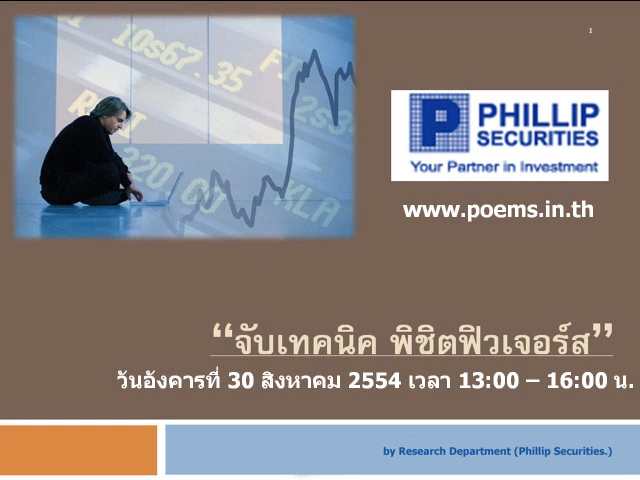 1
10s67.35
PHILLIP
SECURITIES
Your Partner in Investment
www.poems.in.th
“จับเทคนิค พิชิตฟิวเจอร์ส”
วันอังคารที่ 30 สิงหาคม 2554 เวลา 13:00 – 16:00 น.
by Research Department (Phillip Securities.)